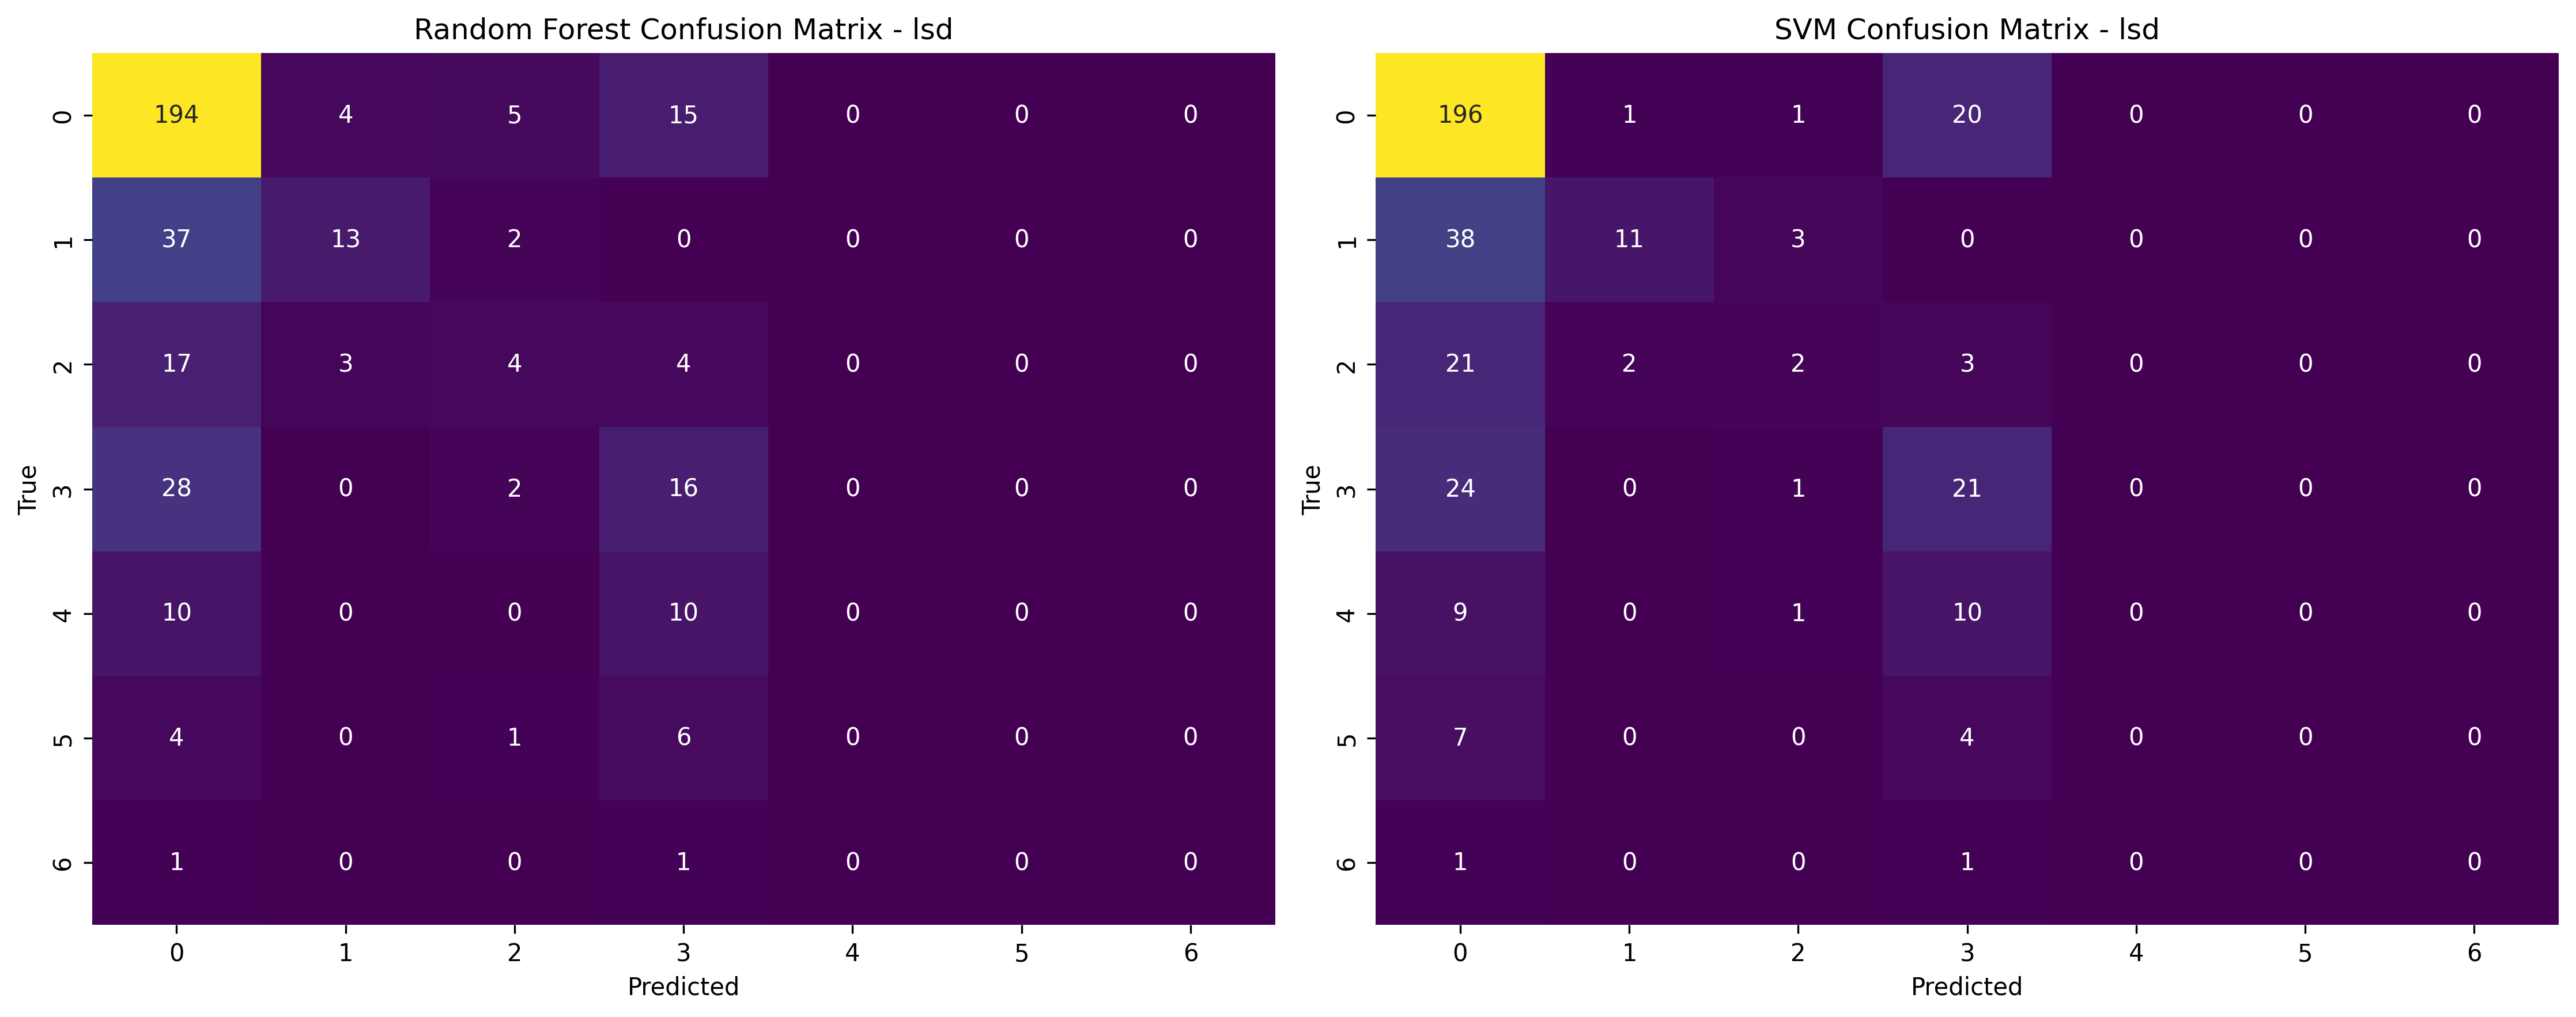 Random Forest Confusion Matrix - lsd
True
0 194 4 5 15 0 0 0
1 37 13 2 0 0 0 0
2 17 3 4 4 0 0 0
3 28 0 2 16 0 0 0
4 10 0 0 10 0 0 0
5 4 0 1 6 0 0 0
6 1 0 0 1 0 0 0
0 1 2 3 4 5 6
Predicted
SVM Confusion Matrix - lsd
True
0 196 1 1 20 0 0 0
1 38 11 3 0 0 0 0
2 21 2 2 3 0 0 0
3 24 0 1 21 0 0 0
4 9 0 1 10 0 0 0
5 7 0 0 4 0 0 0
6 1 0 0 1 0 0 0
0 1 2 3 4 5 6
Predicted